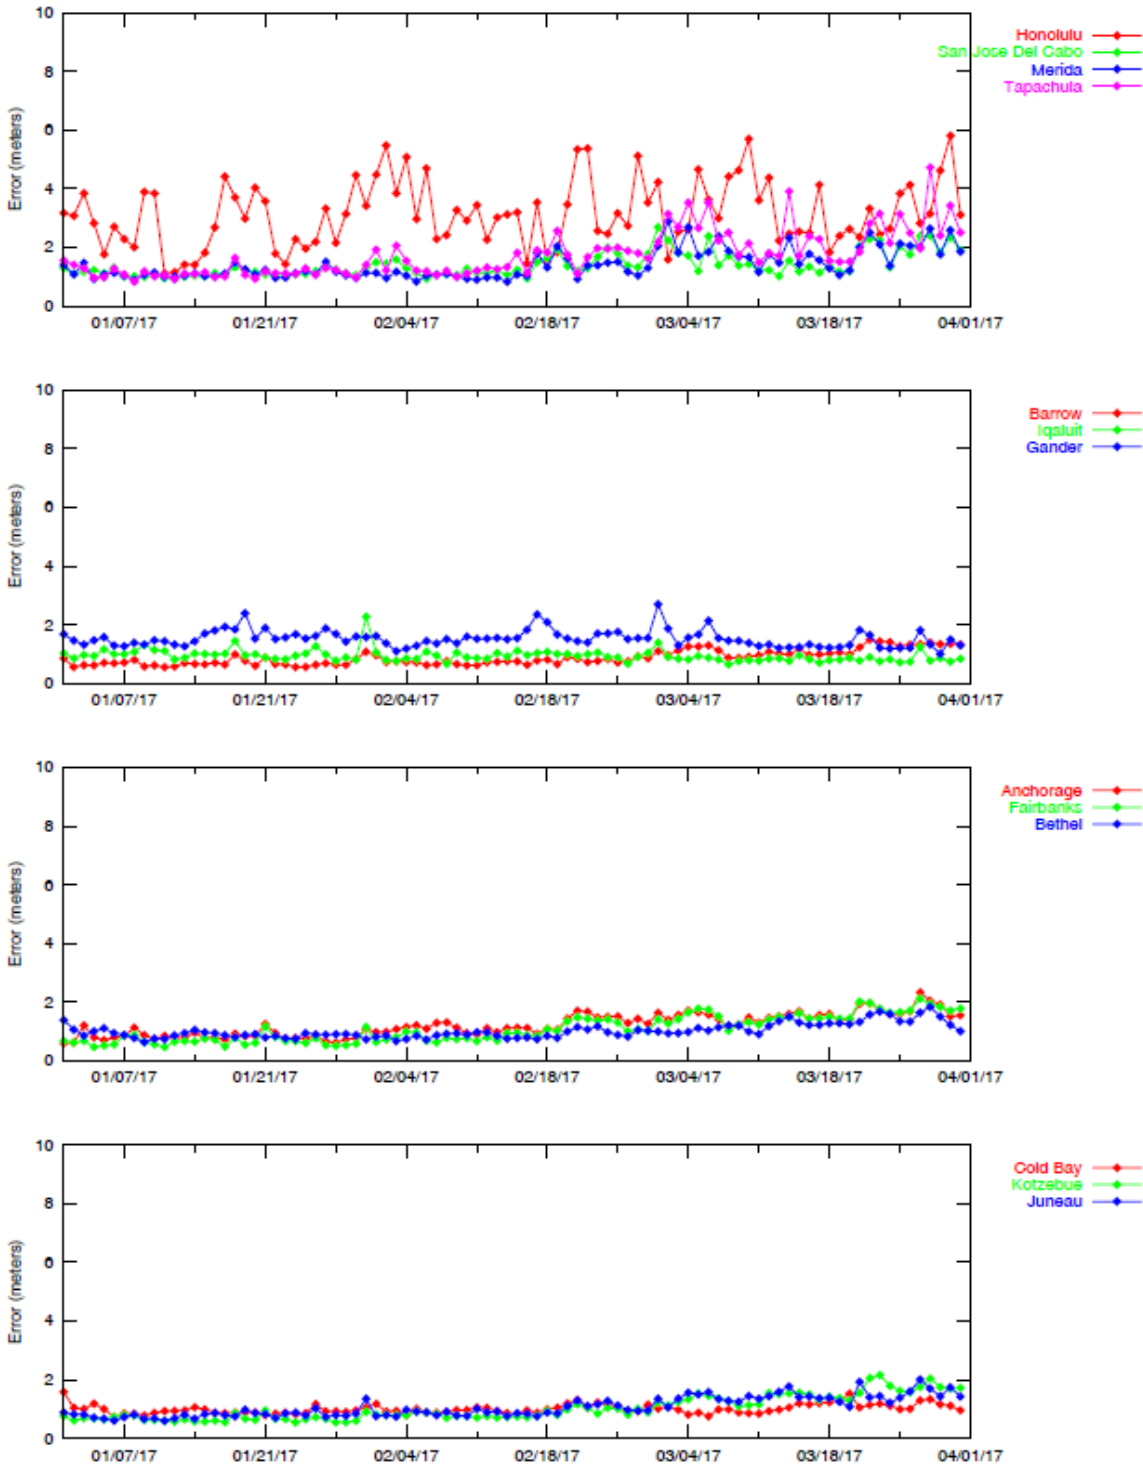 10
8
6
4
2
0
Error (meters)
01/07/17 01/21/17 02/04/17 02/18/17 03/04/17 03/18/17 04/01/17
Honolulu
San Jose Del Cabo
Merida
Tapachula
10
8
6
4
2
0
Error (meters)
01/07/17 01/21/17 02/04/17 02/18/17 03/04/17 03/18/17 04/01/17
Barrow
Iqaluit
Gander
10
8
6
4
2
0
Error (meters)
01/07/17 01/21/17 02/04/17 02/18/17 03/04/17 03/18/17 04/01/17
Anchorage
Fairbanks
Bethel
10
8
6
4
2
0
Error (meters)
01/07/17 01/21/17 02/04/17 02/18/17 03/04/17 03/18/17 04/01/17
Cold Bay
Kotzebue
Juneau